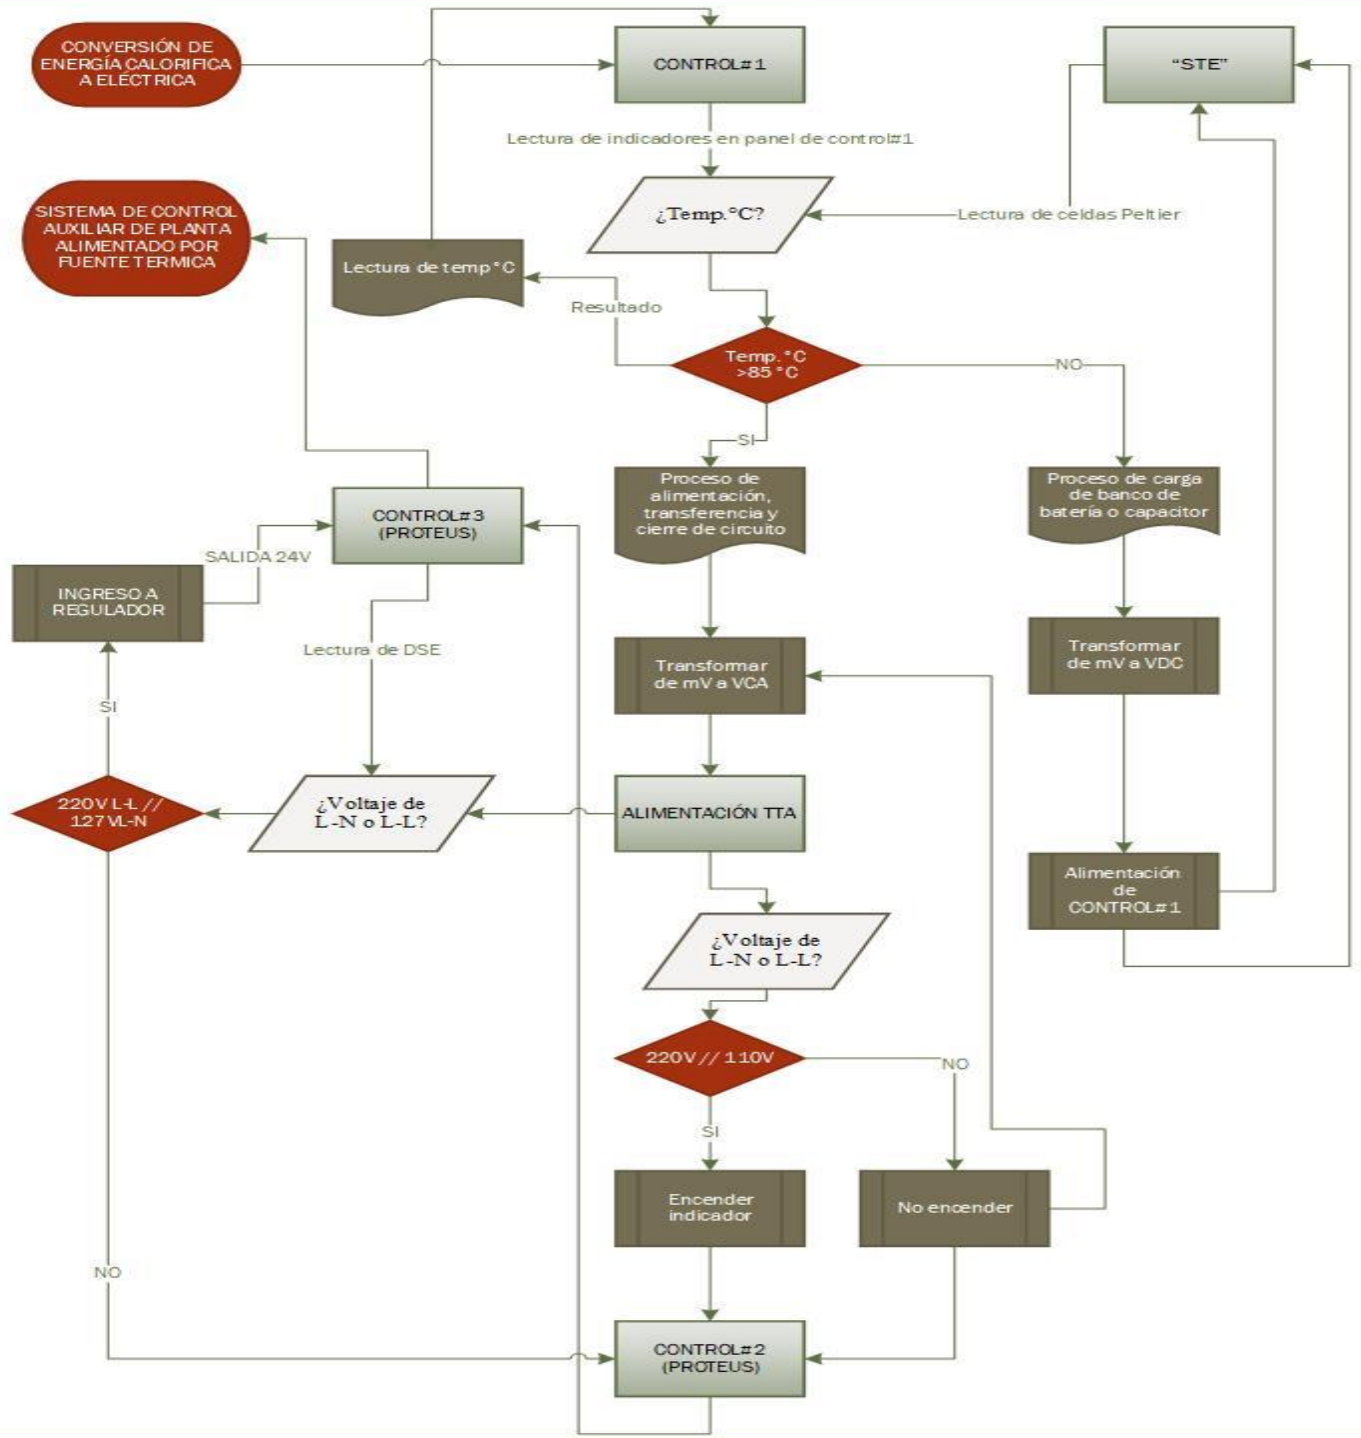 CONVERSIÓN DE
ENERGÍA CALORIFICA
A ELÉCTRICA
CONTROL#1
"STE"
Lectura de indicadores en panel de control#1
SISTEMA DE CONTROL
AUXILIAR DE PLANTA
ALIMENTADO POR
FUENTE TERMICA
¿Temp.°C?
Lectura de celdas Peltier
Lectura de temp°C
Resultado
Temp.°C
>85°C
NO
SI
Proceso de
alimentación,
transferencia y
cierre de circuíto
Proceso de carga
de banco de
batería o capacitor
CONTROL#3
(PROTEUS)
SALIDA 24V
INGRESO A
REGULADOR
Lectura de DSE
Transformar
de mV a VCA
Transformar
de mV a VDC
SI
220V L-L //
127VL-N
¿Voltaje de
L-N o L-L?
ALIMENTACIÓN TTA
Alimentación
de
CONTROL#1
¿Voltaje de
L-N o L-L?
220V // 110V
NO
SI
Encender
indicador
No encender
NO
CONTROL#2
(PROTEUS)